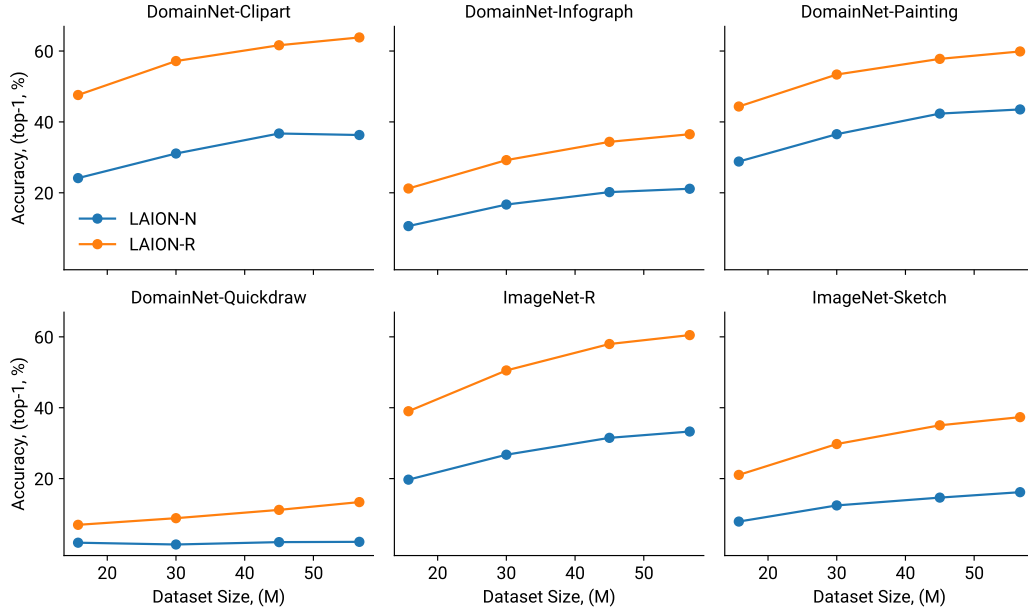 DomainNet-Clipart
DomainNet-Infograph
DomainNet-Painting
Accuracy, (top-1, %)
60
40
20
LAION-N
LAION-R
DomainNet-Quickdraw
ImageNet-R
ImageNet-Sketch
Accuracy, (top-1, %)
60
40
20
20 30 40 50
20 30 40 50
20 30 40 50
Dataset Size, (M)
Dataset Size, (M)
Dataset Size, (M)